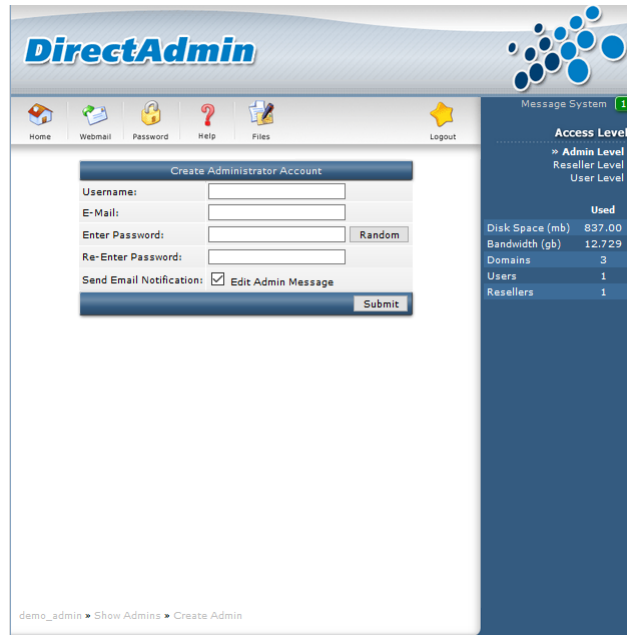 DirectAdmin
Message System 1
Home Webmail Password Help Files Logout
Access Level
» Admin Level
Reseller Level
User Level
Create Administrator Account
Username:
E-Mail:
Enter Password: Random
Re-Enter Password:
Send Email Notification: Edit Admin Message
Submit
Used
Disk Space (mb) 837.00
Bandwidth (gb) 12.729
Domains 3
Users 1
Resellers 1
demo_admin » Show Admins » Create Admin